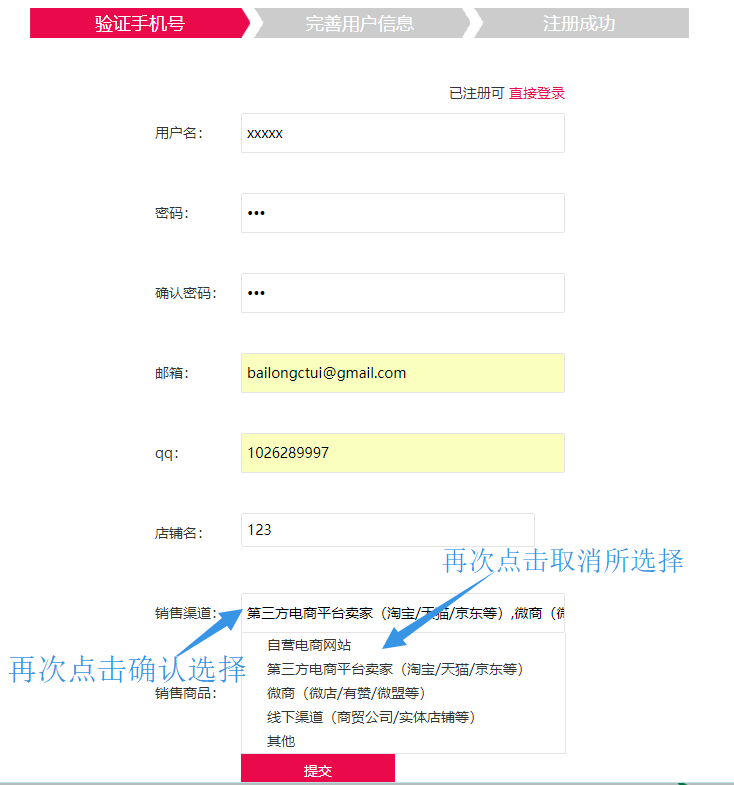 验证手机号
完善用户信息
注册成功
已注册可 直接登录
用户名：
xxxxx
密码：
•••
确认密码：
•••
邮箱：
bailongctui@gmail.com
qq：
1026289997
店铺名：
123
再次点击取消所选择
销售渠道：
第三方电商平台卖家（淘宝/天猫/京东等）,微商（微
自营电商网站
再次点击确认选择
第三方电商平台卖家（淘宝/天猫/京东等）
销售商品：
微商（微店/有赞/微盟等）
线下渠道（商贸公司/实体店铺等）
其他
提交